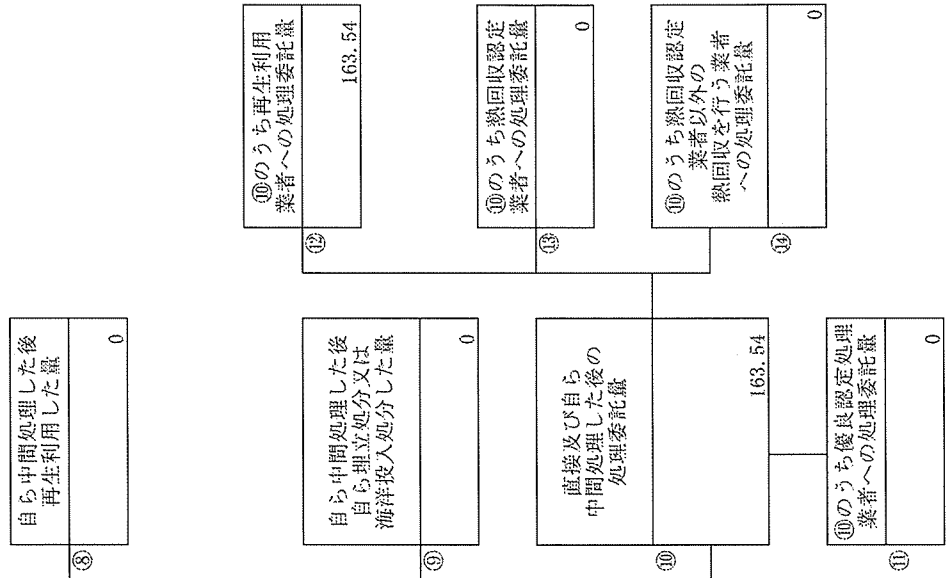 ⑧
自ら中間処理した後
再生利用した量
0
⑨
自ら中間処理した後
自ら埋立処分又は
海洋投入処分した量
0
⑩
直接及び自ら
中間処理した後の
処理委託量
163.54
⑪
⑩のうち優良認定処理
業者への処理委託量
0
⑫
⑩のうち再生利用
業者への処理委託量
163.54
⑬
⑩のうち熱回収認定
業者への処理委託量
0
⑭
⑩のうち熱回収認定
業者以外の
熱回収を行う業者
への処理委託量
0